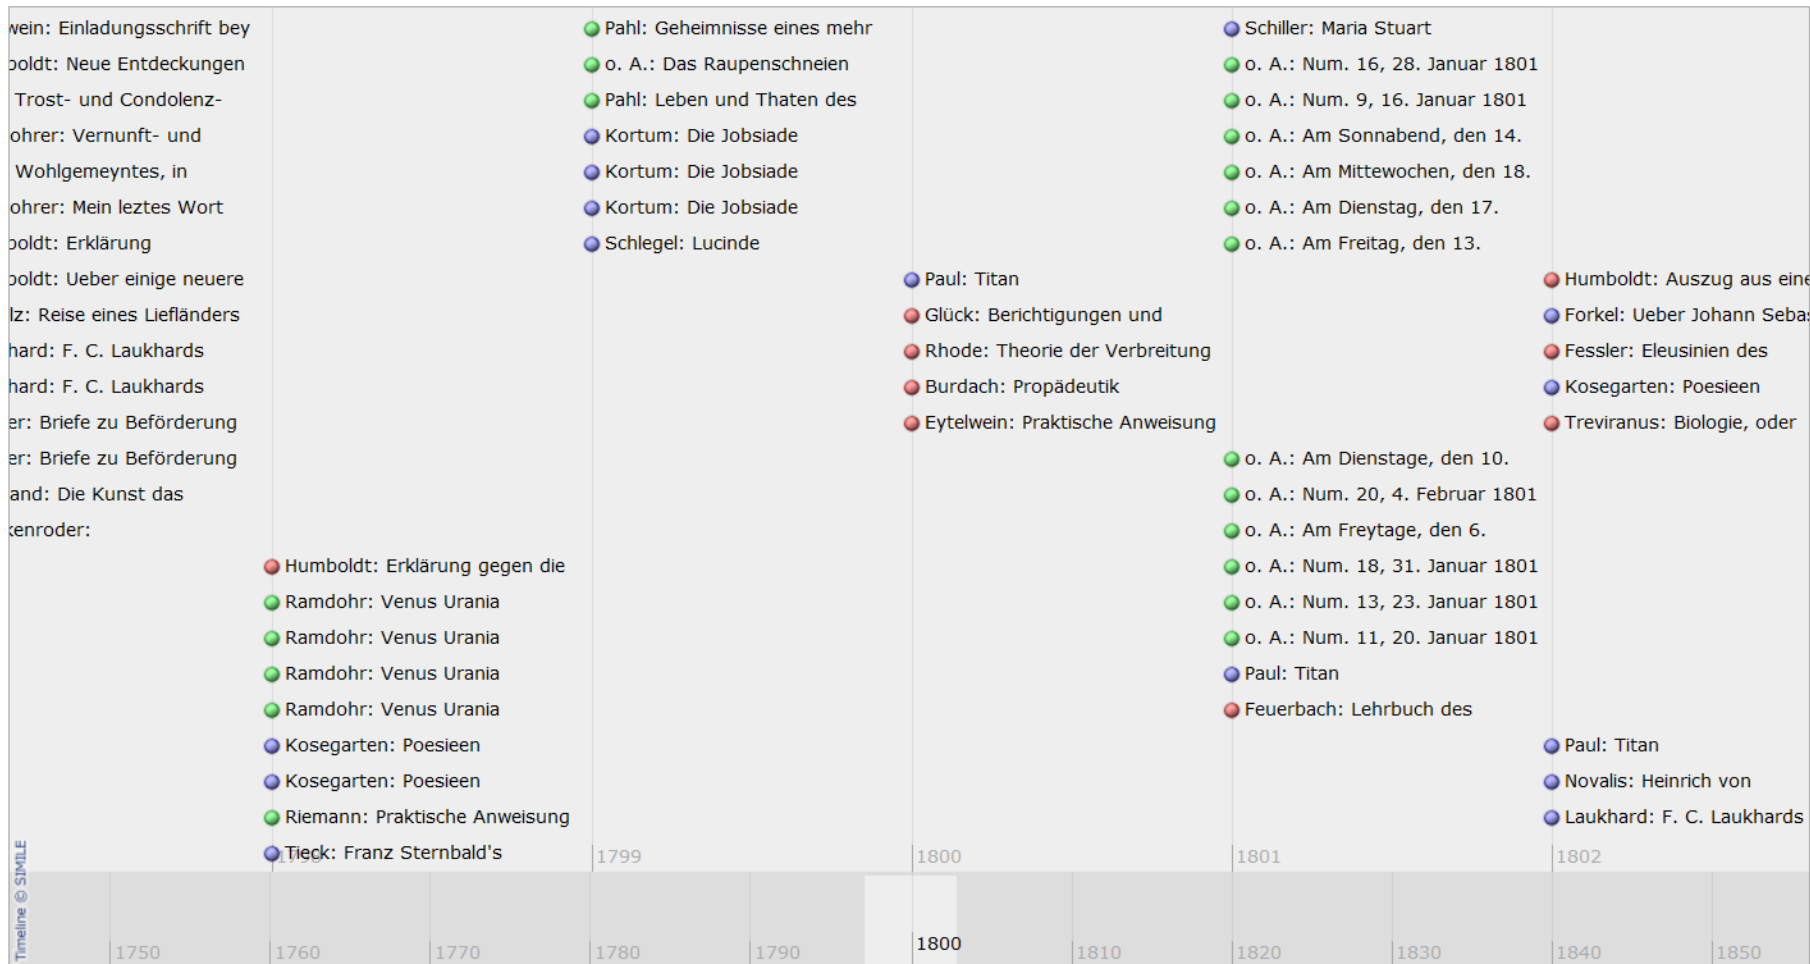 wein: Einladungsschrift bey
boldt: Neue Entdeckungen
Trost- und Condolenz-
ohrer: Vernunft- und
Wohlgemeyntes, in
ohrer: Mein leztes Wort
boldt: Erklärung
boldt: Ueber einige neuere
lz: Reise eines Liefländers
hard: F. C. Laukhards
hard: F. C. Laukhards
er: Briefe zu Beförderung
er: Briefe zu Beförderung
and: Die Kunst das
kenroder:
Humboldt: Erklärung gegen die
Ramdohr: Venus Urania
Ramdohr: Venus Urania
Ramdohr: Venus Urania
Ramdohr: Venus Urania
Kosegarten: Poesieen
Kosegarten: Poesieen
Riemann: Praktische Anweisung
Tieck: Franz Sternbald's
Pahl: Geheimnisse eines mehr
o. A.: Das Raupenschneien
Pahl: Leben und Thaten des
Kortum: Die Jobsiade
Kortum: Die Jobsiade
Kortum: Die Jobsiade
Schlegel: Lucinde
Paul: Titan
Glück: Berichtigungen und
Rhode: Theorie der Verbreitung
Burdach: Propädeutik
Eytelwein: Praktische Anweisung
Schiller: Maria Stuart
o. A.: Num. 16, 28. Januar 1801
o. A.: Num. 9, 16. Januar 1801
o. A.: Am Sonnabend, den 14.
o. A.: Am Mittewochen, den 18.
o. A.: Am Dienstag, den 17.
o. A.: Am Freitag, den 13.
o. A.: Am Dienstage, den 10.
o. A.: Num. 20, 4. Februar 1801
o. A.: Am Freytage, den 6.
o. A.: Num. 18, 31. Januar 1801
o. A.: Num. 13, 23. Januar 1801
o. A.: Num. 11, 20. Januar 1801
Paul: Titan
Feuerbach: Lehrbuch des
Humboldt: Auszug aus eine
Forkel: Ueber Johann Sebas
Fessler: Eleusinien des
Kosegarten: Poesieen
Treviranus: Biologie, oder
Paul: Titan
Novalis: Heinrich von
Laukhard: F. C. Laukhards
1798 1799 1800 1801 1802
1750 1760 1770 1780 1790 1800 1810 1820 1830 1840 1850
Timeline © SIMILE